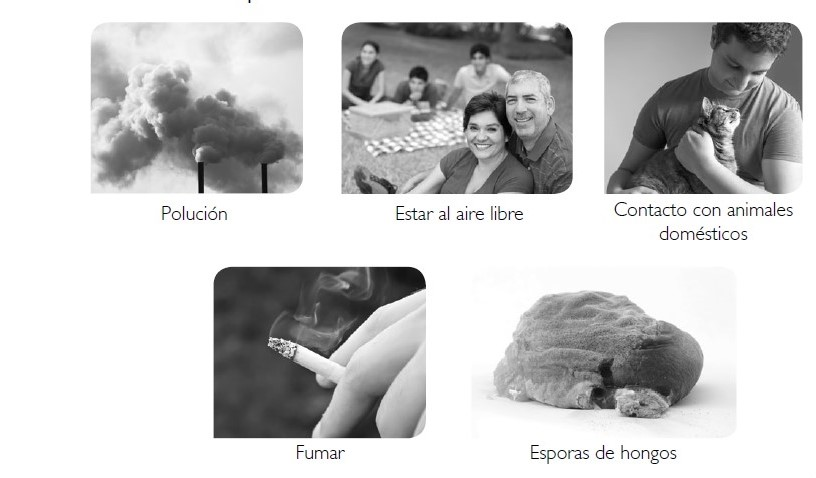 Polución
Estar al aire libre
Contacto con animales
domésticos
Fumar
Esporas de hongos